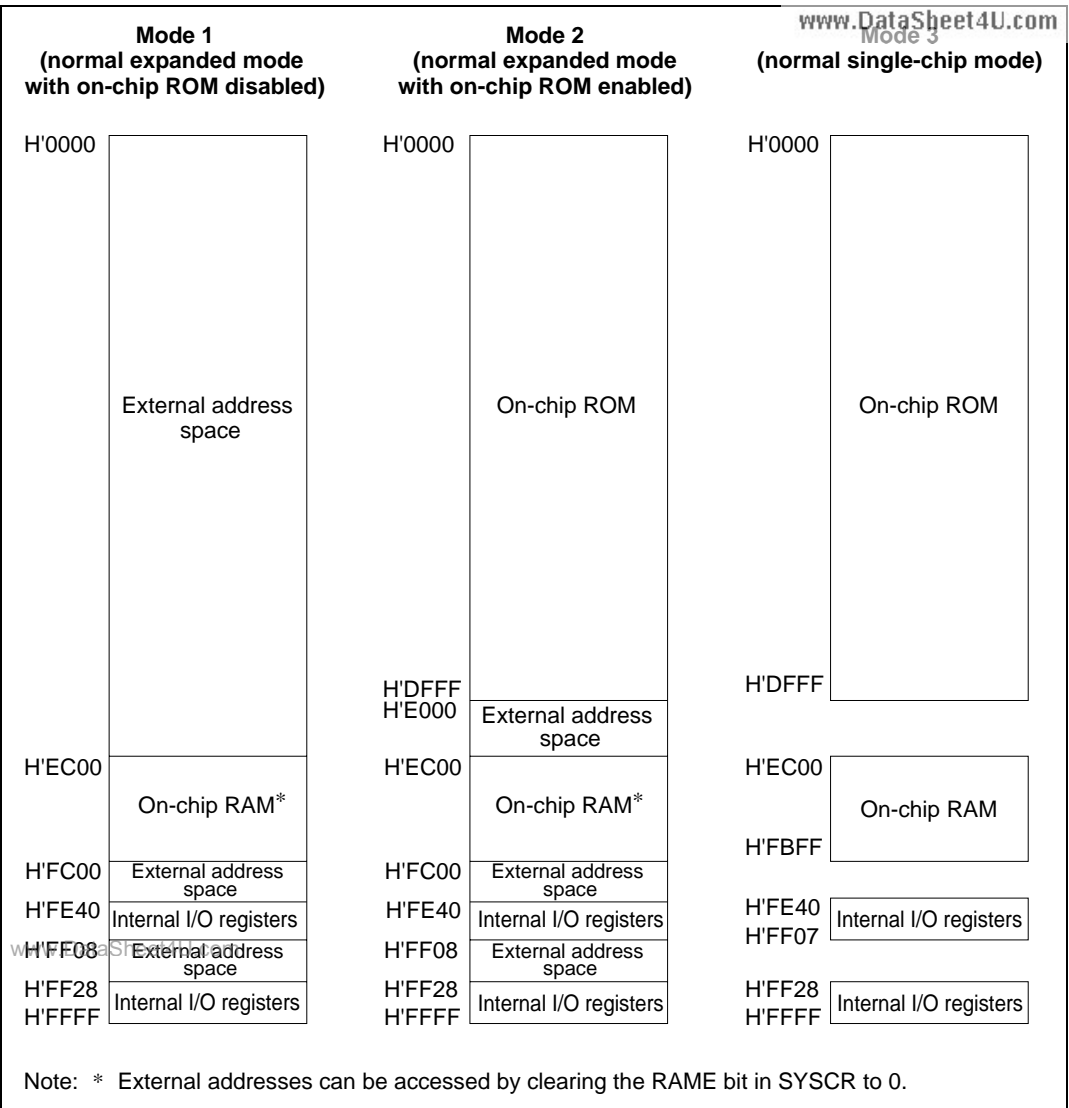 www.DataSheet4U.com
Mode 1
(normal expanded mode
with on-chip ROM disabled)
Mode 2
(normal expanded mode
with on-chip ROM enabled)
Mode 3
(normal single-chip mode)
H'0000
External address
space
H'EC00
On-chip RAM*
H'FC00
External address
space
H'FE40
Internal I/O registers
www.DataSheet4U.com
H'FF08
External address
space
H'FF28
Internal I/O registers
H'FFFF
H'0000
On-chip ROM
H'DFFF
H'E000
External address
space
H'EC00
On-chip RAM*
H'FC00
External address
space
H'FE40
Internal I/O registers
H'FF08
External address
space
H'FF28
Internal I/O registers
H'FFFF
H'0000
On-chip ROM
H'DFFF
H'EC00
On-chip RAM
H'FBFF
H'FE40
Internal I/O registers
H'FF07
H'FF28
Internal I/O registers
H'FFFF
Note: * External addresses can be accessed by clearing the RAME bit in SYSCR to 0.